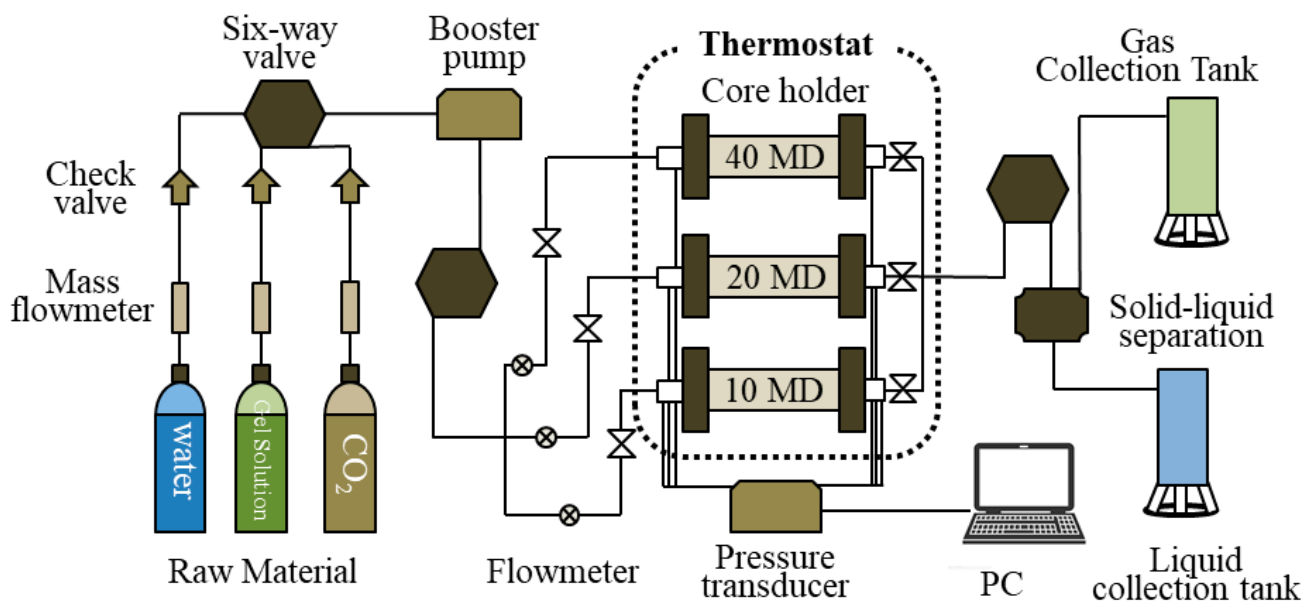 Six-way
valve
Booster
pump
Thermostat
Core holder
Gas
Collection Tank
40 MD
Check
valve
20 MD
Mass
flowmeter
Solid-liquid
separation
10 MD
water
Gel Solution
CO₂
Raw Material
Flowmeter
Pressure
transducer
PC
Liquid
collection tank